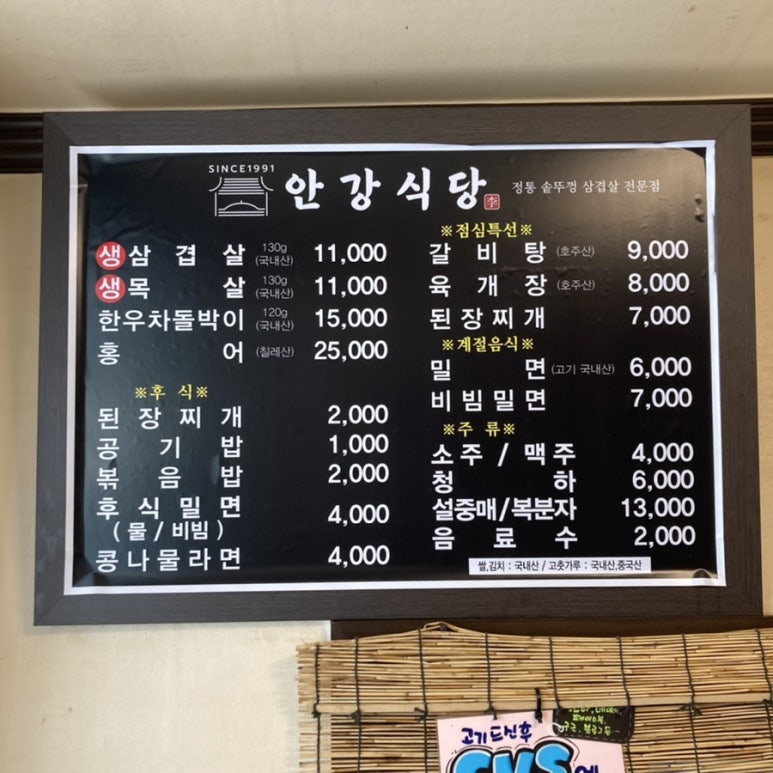 SINCE1991
안강식당 李 정통 솥뚜껑 삼겹살 전문점
생삼겹살 130g (국내산) 11,000
생목살 130g (국내산) 11,000
한우차돌박이 120g (국내산) 15,000
홍어 (칠레산) 25,000
※후식※
된장찌개 2,000
공기밥 1,000
볶음밥 2,000
후식밀면 4,000
(물/비빔)
콩나물라면 4,000
※점심특선※
갈비탕 (호주산) 9,000
육개장 (호주산) 8,000
된장찌개 7,000
※계절음식※
밀면 (고기 국내산) 6,000
비빔밀면 7,000
※주류※
소주/맥주 4,000
청하 6,000
설중매/복분자 13,000
음료수 2,000
쌀,김치 : 국내산 / 고춧가루 : 국내산,중국산
고기드신후
SNS에